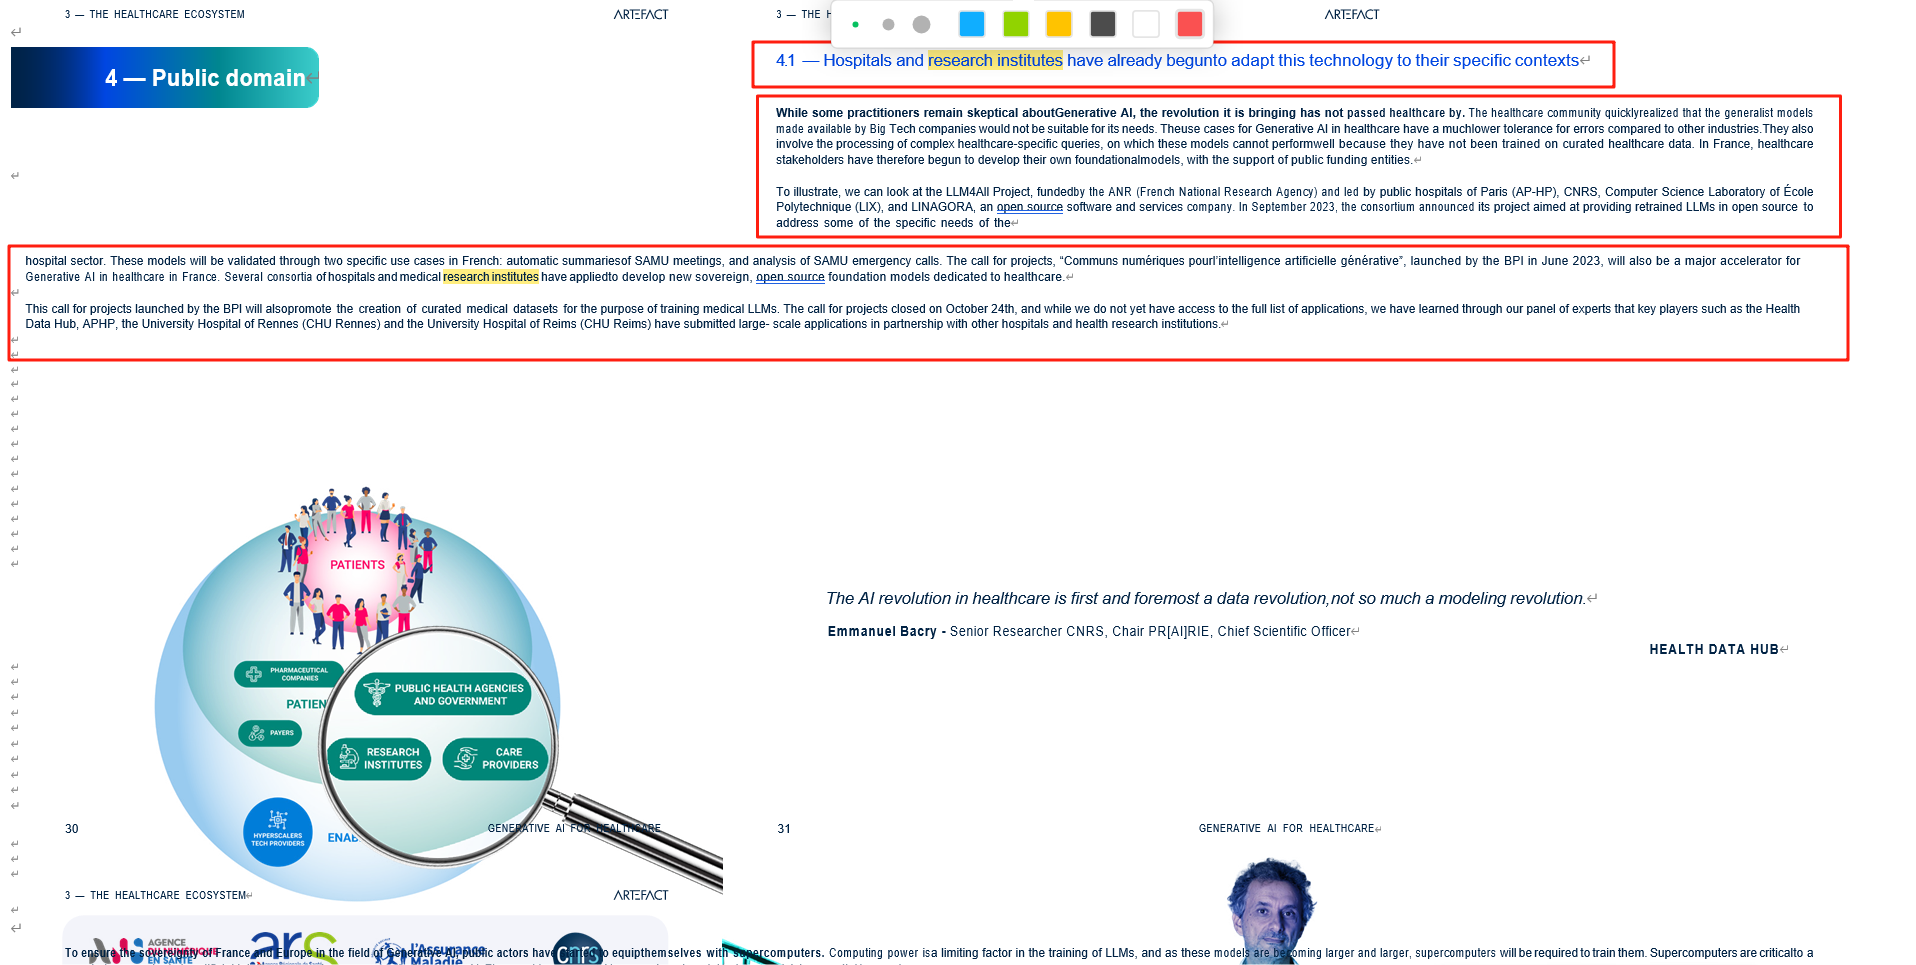 3 — THE HEALTHCARE ECOSYSTEM
ARTEFACT
4 — Public domain
3 — THE H
ARTEFACT
4.1 — Hospitals and research institutes have already begunto adapt this technology to their specific contexts
While some practitioners remain skeptical aboutGenerative AI, the revolution it is bringing has not passed healthcare by. The healthcare community quicklyrealized that the generalist models
made available by Big Tech companies would not be suitable for its needs. Theuse cases for Generative AI in healthcare have a muchlower tolerance for errors compared to other industries.They also
involve the processing of complex healthcare-specific queries, on which these models cannot performwell because they have not been trained on curated healthcare data. In France, healthcare
stakeholders have therefore begun to develop their own foundationalmodels, with the support of public funding entities.
To illustrate, we can look at the LLM4All Project, fundedby the ANR (French National Research Agency) and led by public hospitals of Paris (AP-HP), CNRS, Computer Science Laboratory of École
Polytechnique (LIX), and LINAGORA, an open source software and services company. In September 2023, the consortium announced its project aimed at providing retrained LLMs in open source to
address some of the specific needs of the
hospital sector. These models will be validated through two specific use cases in French: automatic summariesof SAMU meetings, and analysis of SAMU emergency calls. The call for projects, “Communs numériques pour l’intelligence artificielle générative”, launched by the BPI in June 2023, will also be a major accelerator for
Generative AI in healthcare in France. Several consortia of hospitals and medical research institutes have appliedto develop new sovereign, open source foundation models dedicated to healthcare.
This call for projects launched by the BPI will alsopromote the creation of curated medical datasets for the purpose of training medical LLMs. The call for projects closed on October 24th, and while we do not yet have access to the full list of applications, we have learned through our panel of experts that key players such as the Health
Data Hub, APHP, the University Hospital of Rennes (CHU Rennes) and the University Hospital of Reims (CHU Reims) have submitted large- scale applications in partnership with other hospitals and health research institutions.
PATIENTS
PHARMACEUTICAL
COMPANIES
PATIEN
PAYERS
PUBLIC HEALTH AGENCIES
AND GOVERNMENT
RESEARCH
INSTITUTES
CARE
PROVIDERS
HYPERSCALERS
TECH PROVIDERS
ENAB
The AI revolution in healthcare is first and foremost a data revolution,not so much a modeling revolution.
Emmanuel Bacry - Senior Researcher CNRS, Chair PR[AI]RIE, Chief Scientific Officer
HEALTH DATA HUB
30
GENERATIVE AI FOR HEALTHCARE
31
GENERATIVE AI FOR HEALTHCARE
3 — THE HEALTHCARE ECOSYSTEM
ARTEFACT
AGENCE
DU NUMÉRIQUE
EN SANTÉ
ars
l'Assurance
Maladie
cnrs
To ensure the sovereignty of France and Europe in the field of Generative AI, public actors have started to equipthemselves with supercomputers. Computing power isa limiting factor in the training of LLMs, and as these models are becoming larger and larger, supercomputers will be required to train them. Supercomputers are criticalto a